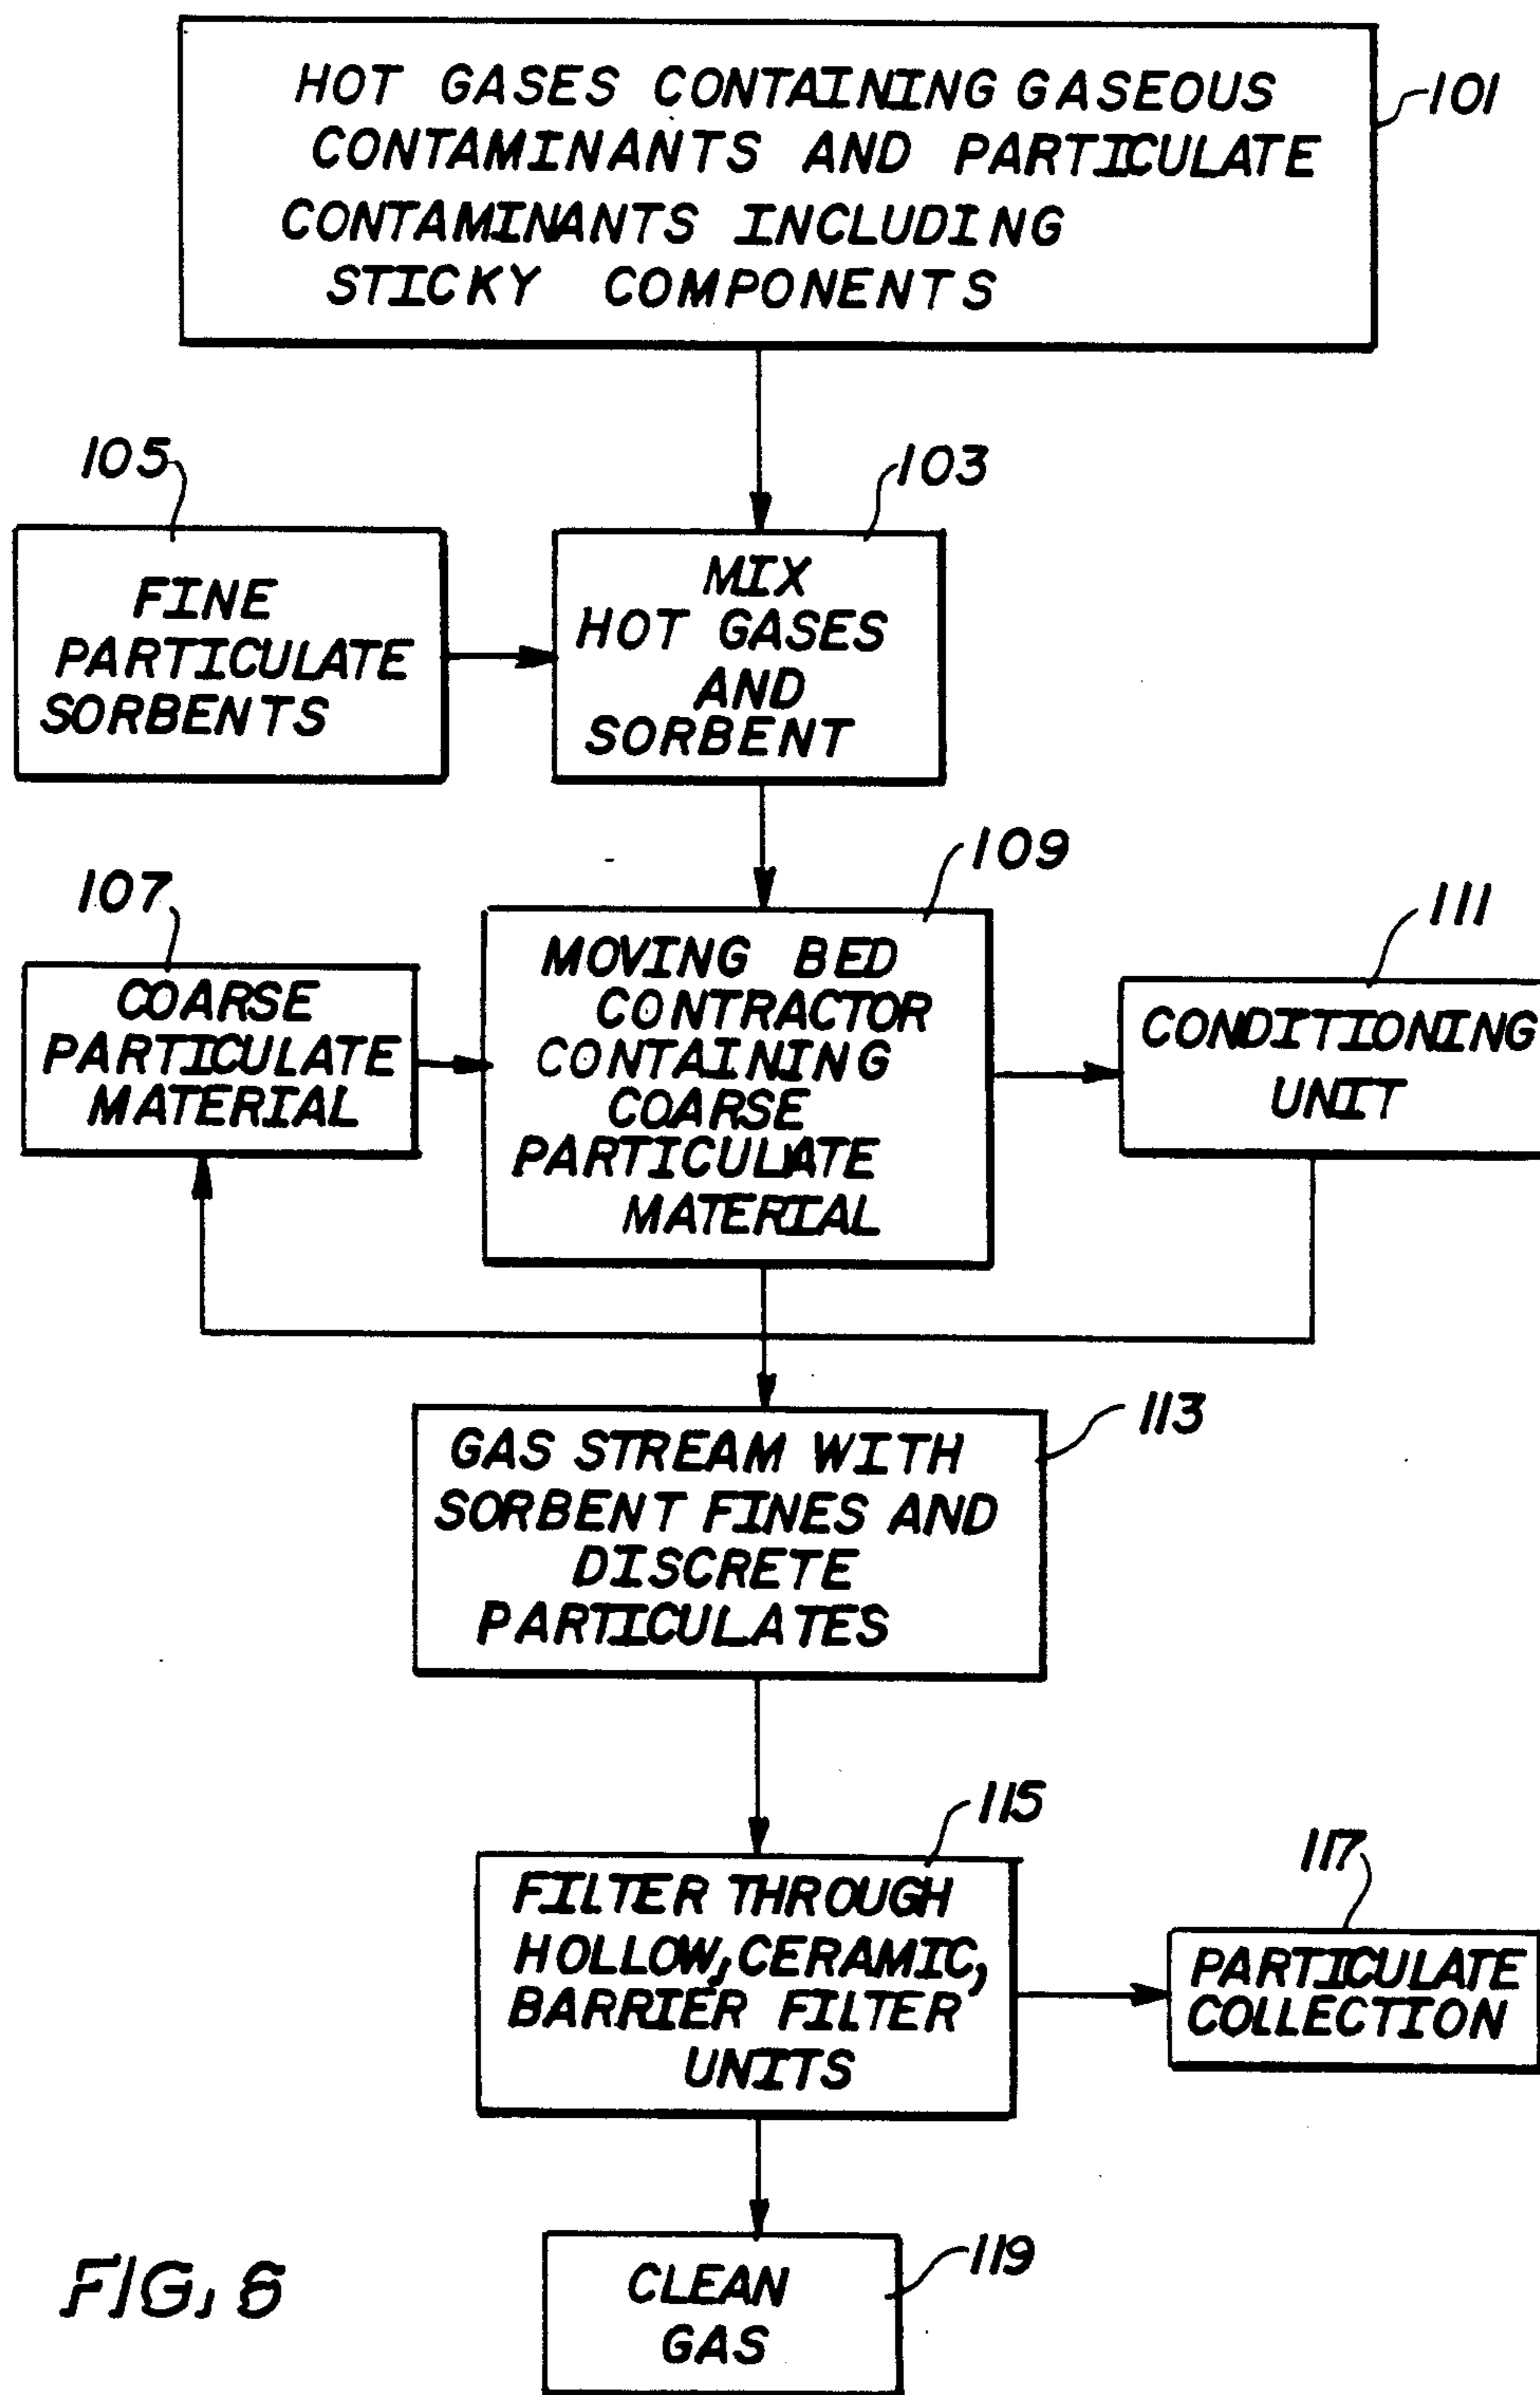 HOT GASES CONTAINING GASEOUS
CONTAMINANTS AND PARTICULATE
CONTAMINANTS INCLUDING
STICKY COMPONENTS
101
105
103
FINE
PARTICULATE
SORBENTS
MIX
HOT GASES
AND
SORBENT
107
109
111
COARSE
PARTICULATE
MATERIAL
MOVING BED
CONTRACTOR
CONTAINING
COARSE
PARTICULATE
MATERIAL
CONDITIONING
UNIT
113
GAS STREAM WITH
SORBENT FINES AND
DISCRETE
PARTICULATES
115
117
FILTER THROUGH
HOLLOW, CERAMIC,
BARRIER FILTER
UNITS
PARTICULATE
COLLECTION
119
CLEAN
GAS
FIG. 6